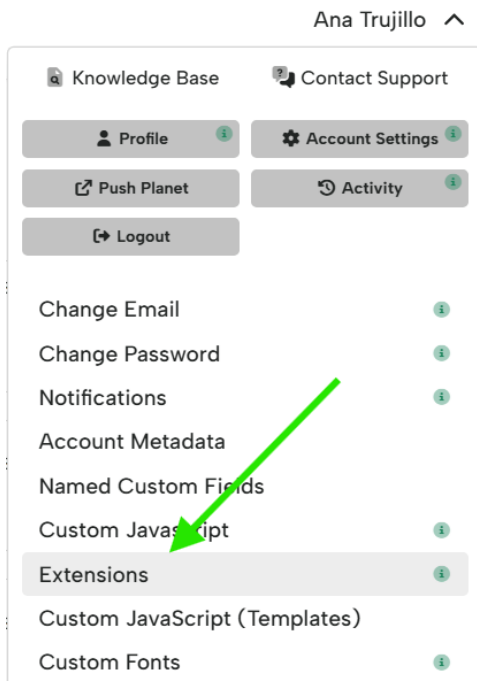 Ana Trujillo
Knowledge Base
Contact Support
Profile
Account Settings
Push Planet
Activity
Logout
Change Email
Change Password
Notifications
Account Metadata
Named Custom Fields
Custom Javascript
Extensions
Custom JavaScript (Templates)
Custom Fonts